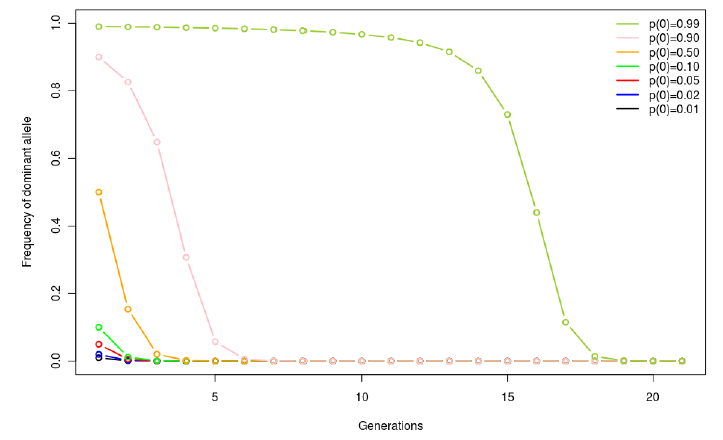 p(0)=0.99
p(0)=0.90
p(0)=0.50
p(0)=0.10
p(0)=0.05
p(0)=0.02
p(0)=0.01
Frequency of dominant allele
1.0
0.8
0.6
0.4
0.2
0.0
5 10 15 20
Generations